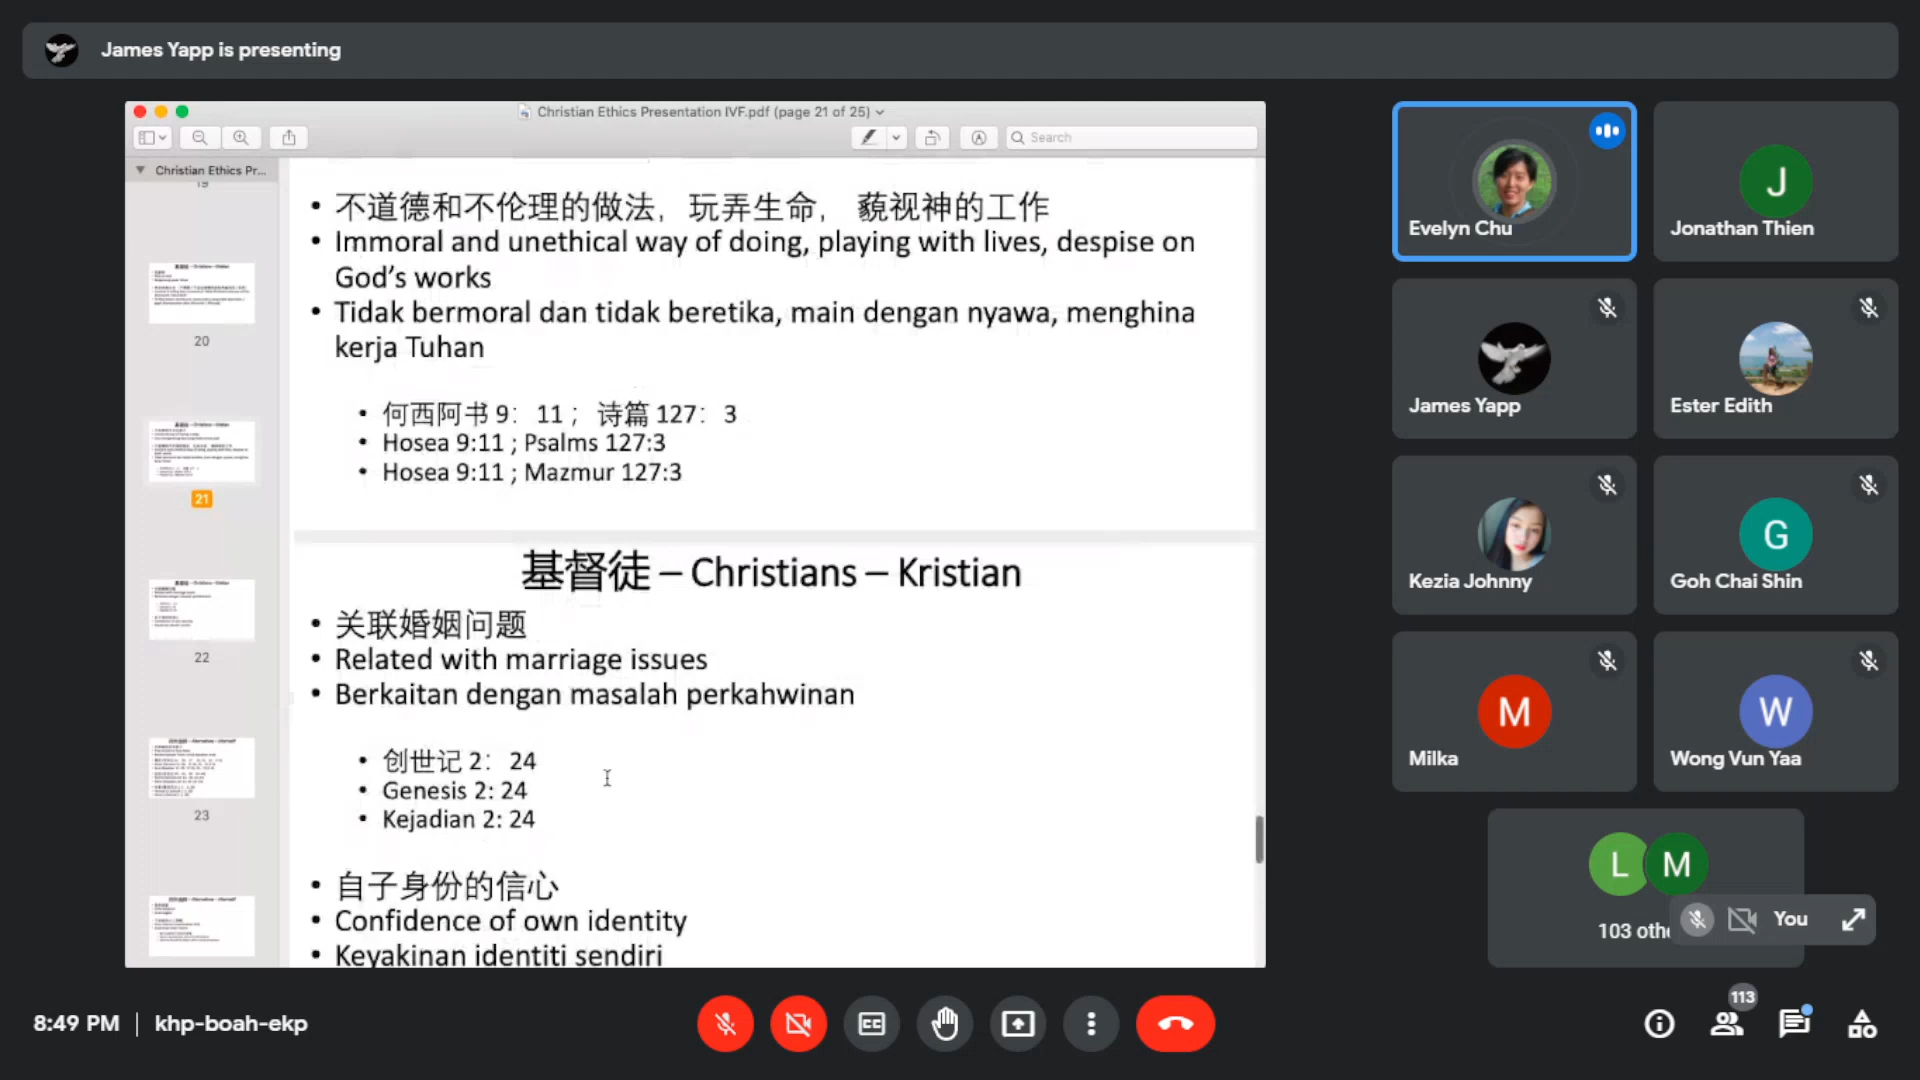 James Yapp is presenting
Christian Ethics Presentation IVF.pdf (page 21 of 25)
Search
Christian Ethics Pr...
19
20
21
22
23
• 不道德和不伦理的做法，玩弄生命， 藐视神的工作
• Immoral and unethical way of doing, playing with lives, despise on
God's works
• Tidak bermoral dan tidak beretika, main dengan nyawa, menghina
kerja Tuhan
• 何西阿书 9： 11； 诗篇 127： 3
• Hosea 9:11 ; Psalms 127:3
• Hosea 9:11 ; Mazmur 127:3
基督徒 – Christians – Kristian
• 关联婚姻问题
• Related with marriage issues
• Berkaitan dengan masalah perkahwinan
• 创世记 2： 24
• Genesis 2: 24
• Kejadian 2: 24
• 自子身份的信心
• Confidence of own identity
• Keyakinan identiti sendiri
Evelyn Chu
J
Jonathan Thien
James Yapp
Ester Edith
Kezia Johnny
G
Goh Chai Shin
M
Milka
W
Wong Vun Yaa
L
M
103 othe
You
8:49 PM | khp-boah-ekp
CC
113